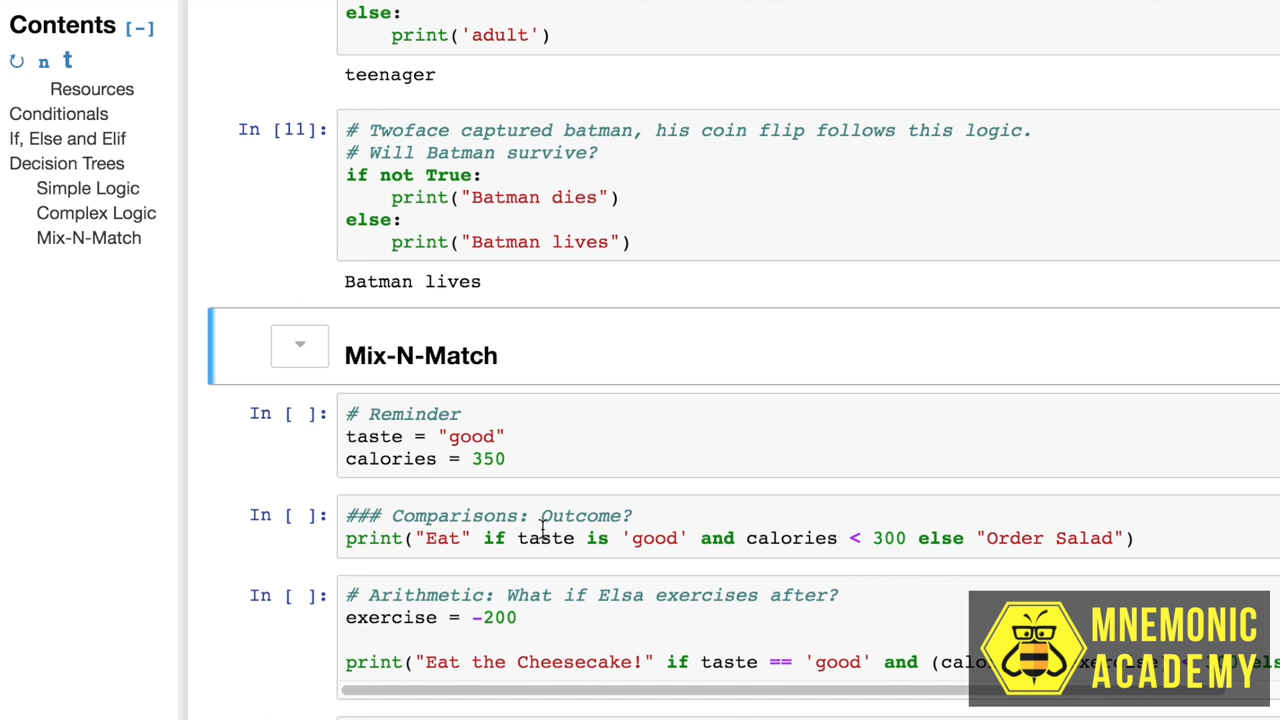 Contents [-]
n t
Resources
Conditionals
If, Else and Elif
Decision Trees
Simple Logic
Complex Logic
Mix-N-Match
else:
print('adult')
teenager
In [11]:
# Twoface captured batman, his coin flip follows this logic.
# Will Batman survive?
if not True:
print("Batman dies")
else:
print("Batman lives")
Batman lives
Mix-N-Match
In [ ]:
# Reminder
taste = "good"
calories = 350
In [ ]:
### Comparisons: Outcome?
print("Eat" if taste is 'good' and calories < 300 else "Order Salad")
In [ ]:
# Arithmetic: What if Elsa exercises after?
exercise = -200
print("Eat the Cheesecake!" if taste == 'good' and (calo
MNEMONIC
ACADEMY